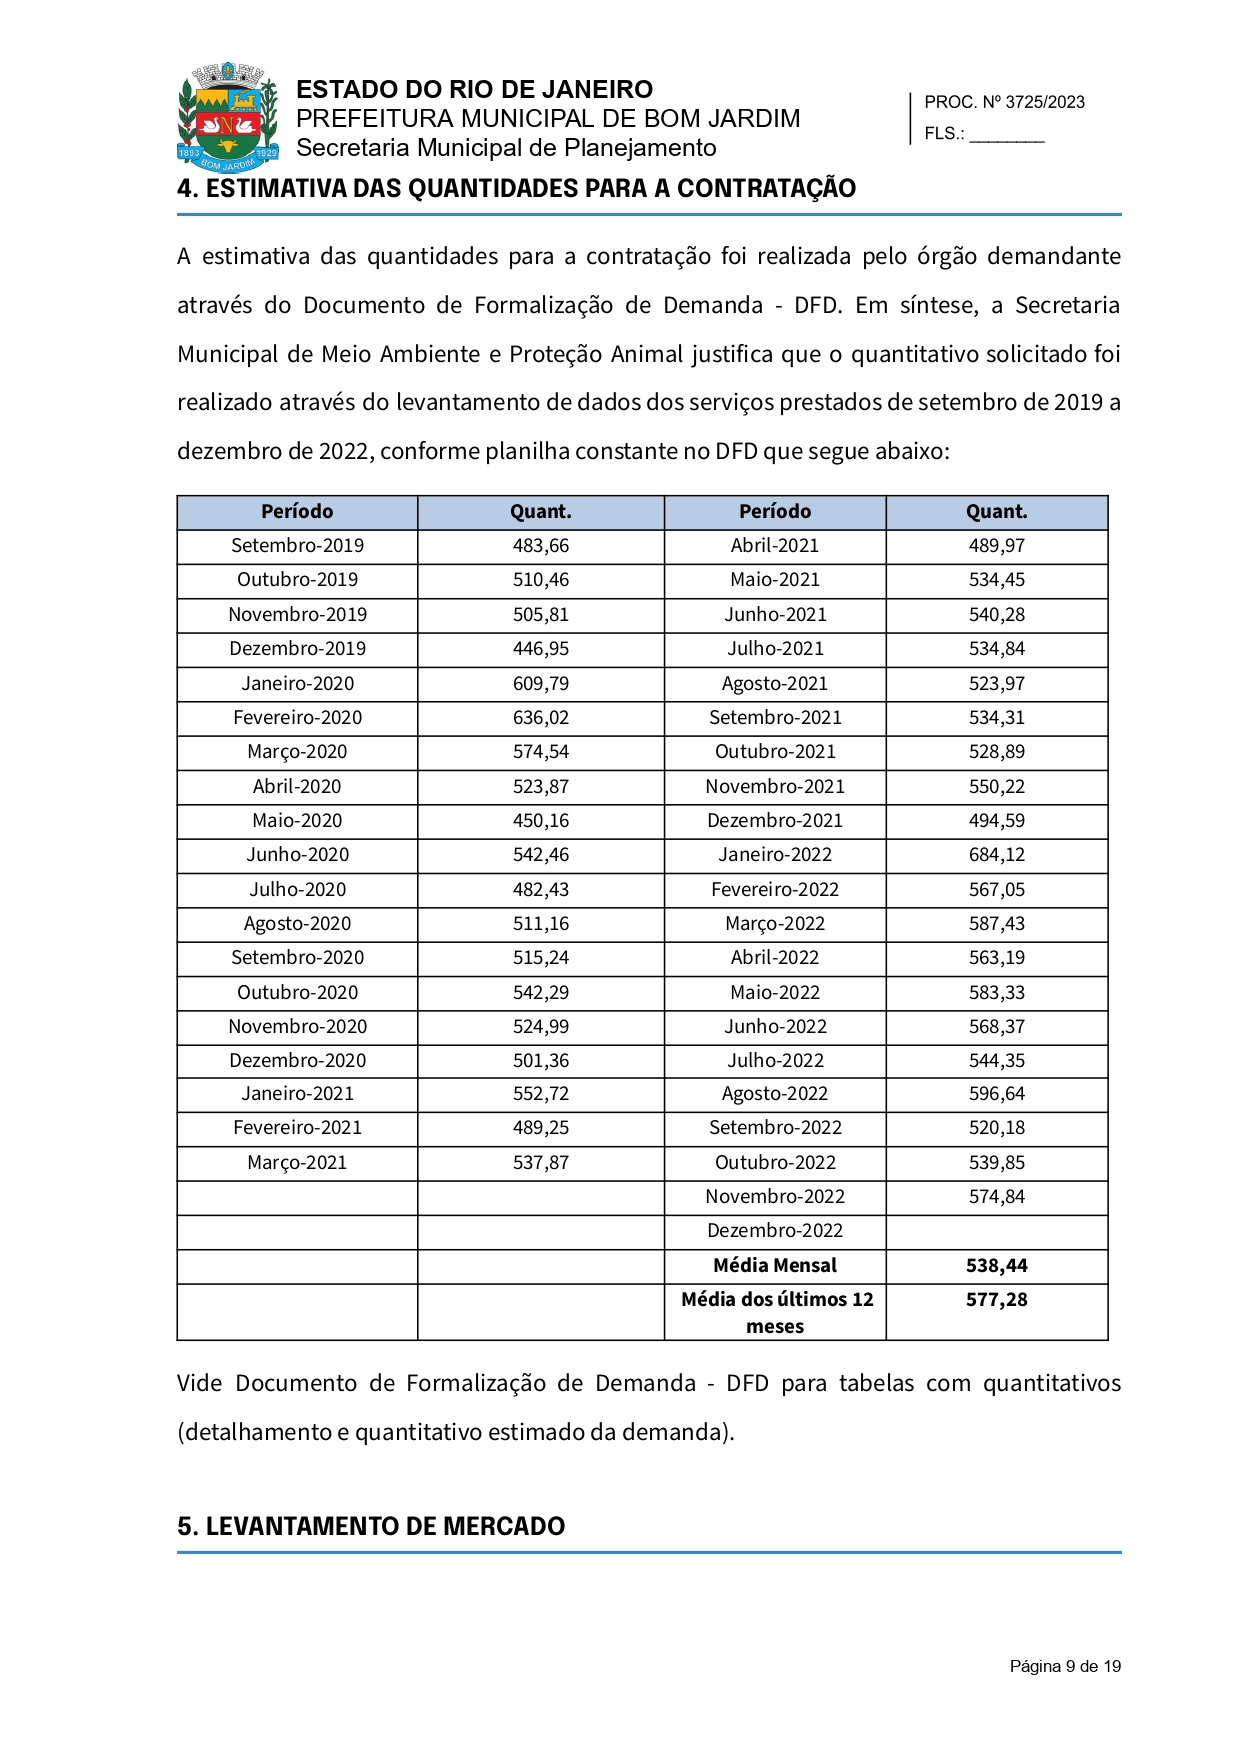 ESTADO DO RIO DE JANEIRO
PREFEITURA MUNICIPAL DE BOM JARDIM
Secretaria Municipal de Planejamento
PROC. Nº 3725/2023
FLS.: ________
1893
1929
BOM JARDIM
4. ESTIMATIVA DAS QUANTIDADES PARA A CONTRATAÇÃO
A estimativa das quantidades para a contratação foi realizada pelo órgão demandante
através do Documento de Formalização de Demanda - DFD. Em síntese, a Secretaria
Municipal de Meio Ambiente e Proteção Animal justifica que o quantitativo solicitado foi
realizado através do levantamento de dados dos serviços prestados de setembro de 2019 a
dezembro de 2022, conforme planilha constante no DFD que segue abaixo:
Período Quant. Período Quant.
Setembro-2019 483,66 Abril-2021 489,97
Outubro-2019 510,46 Maio-2021 534,45
Novembro-2019 505,81 Junho-2021 540,28
Dezembro-2019 446,95 Julho-2021 534,84
Janeiro-2020 609,79 Agosto-2021 523,97
Fevereiro-2020 636,02 Setembro-2021 534,31
Março-2020 574,54 Outubro-2021 528,89
Abril-2020 523,87 Novembro-2021 550,22
Maio-2020 450,16 Dezembro-2021 494,59
Junho-2020 542,46 Janeiro-2022 684,12
Julho-2020 482,43 Fevereiro-2022 567,05
Agosto-2020 511,16 Março-2022 587,43
Setembro-2020 515,24 Abril-2022 563,19
Outubro-2020 542,29 Maio-2022 583,33
Novembro-2020 524,99 Junho-2022 568,37
Dezembro-2020 501,36 Julho-2022 544,35
Janeiro-2021 552,72 Agosto-2022 596,64
Fevereiro-2021 489,25 Setembro-2022 520,18
Março-2021 537,87 Outubro-2022 539,85
Novembro-2022 574,84
Dezembro-2022
Média Mensal 538,44
Média dos últimos 12 577,28
meses
Vide Documento de Formalização de Demanda - DFD para tabelas com quantitativos
(detalhamento e quantitativo estimado da demanda).
5. LEVANTAMENTO DE MERCADO
Página 9 de 19